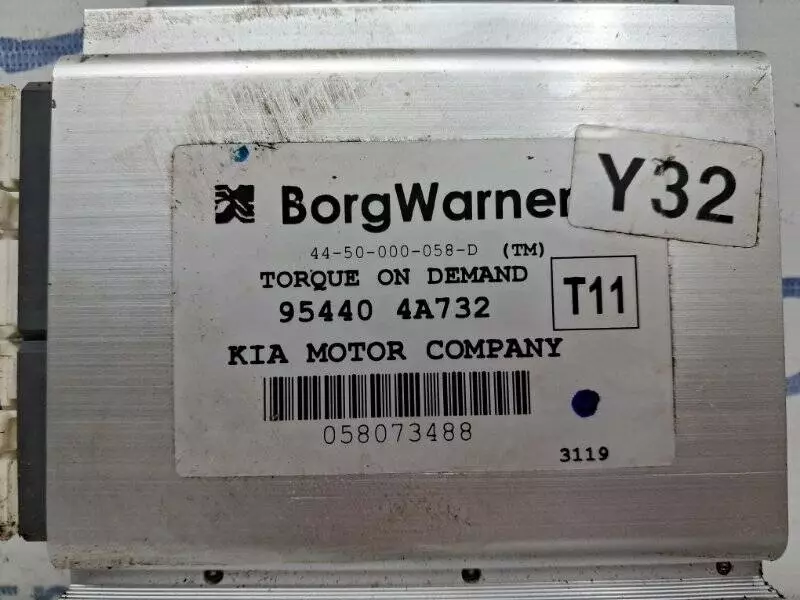 BorgWarner
Y32
44-50-000-058-D (TM)
TORQUE ON DEMAND
95440 4A732
T11
KIA MOTOR COMPANY
058073488
3119